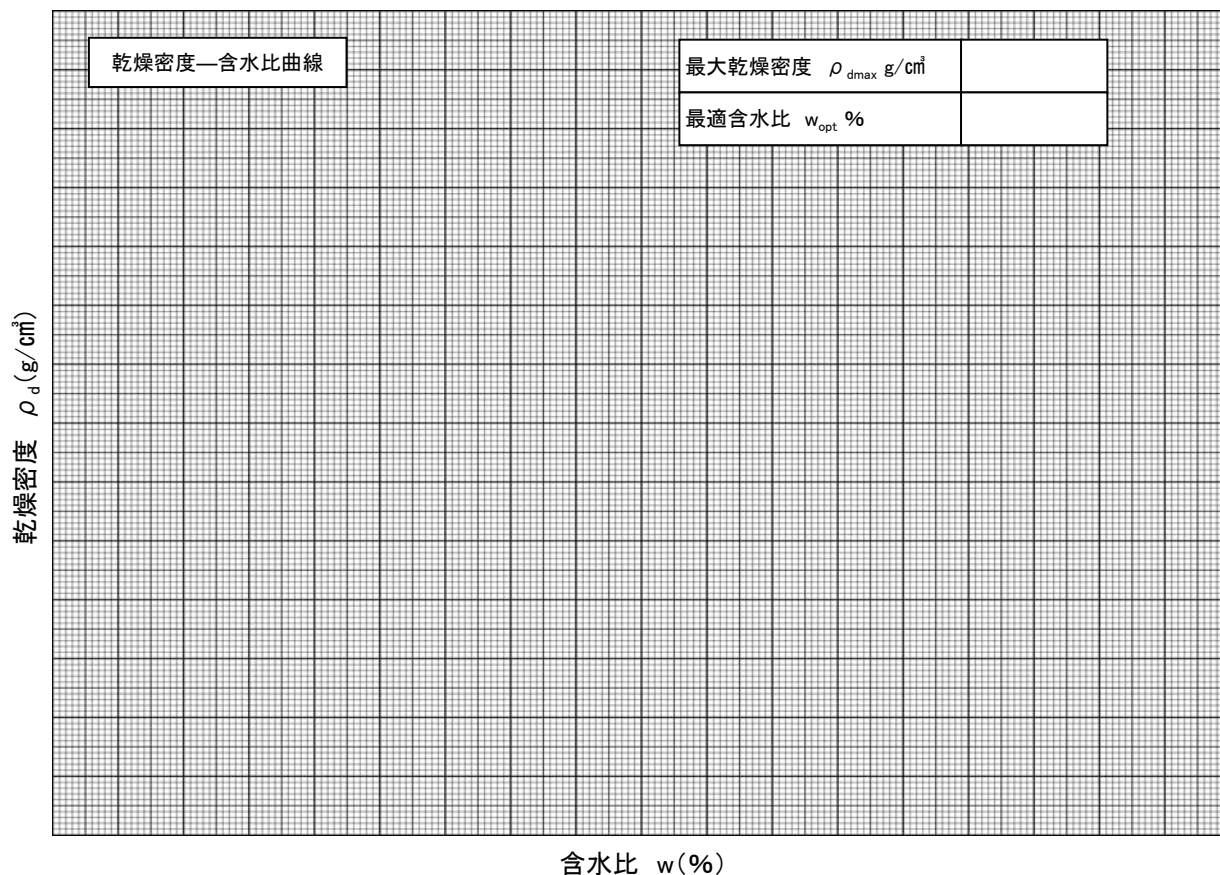 乾燥密度―含水比曲線
最大乾燥密度 ρdmax g/c㎥
最適含水比 wopt %
乾燥密度 ρd(g/c㎥)
含水比 w(%)